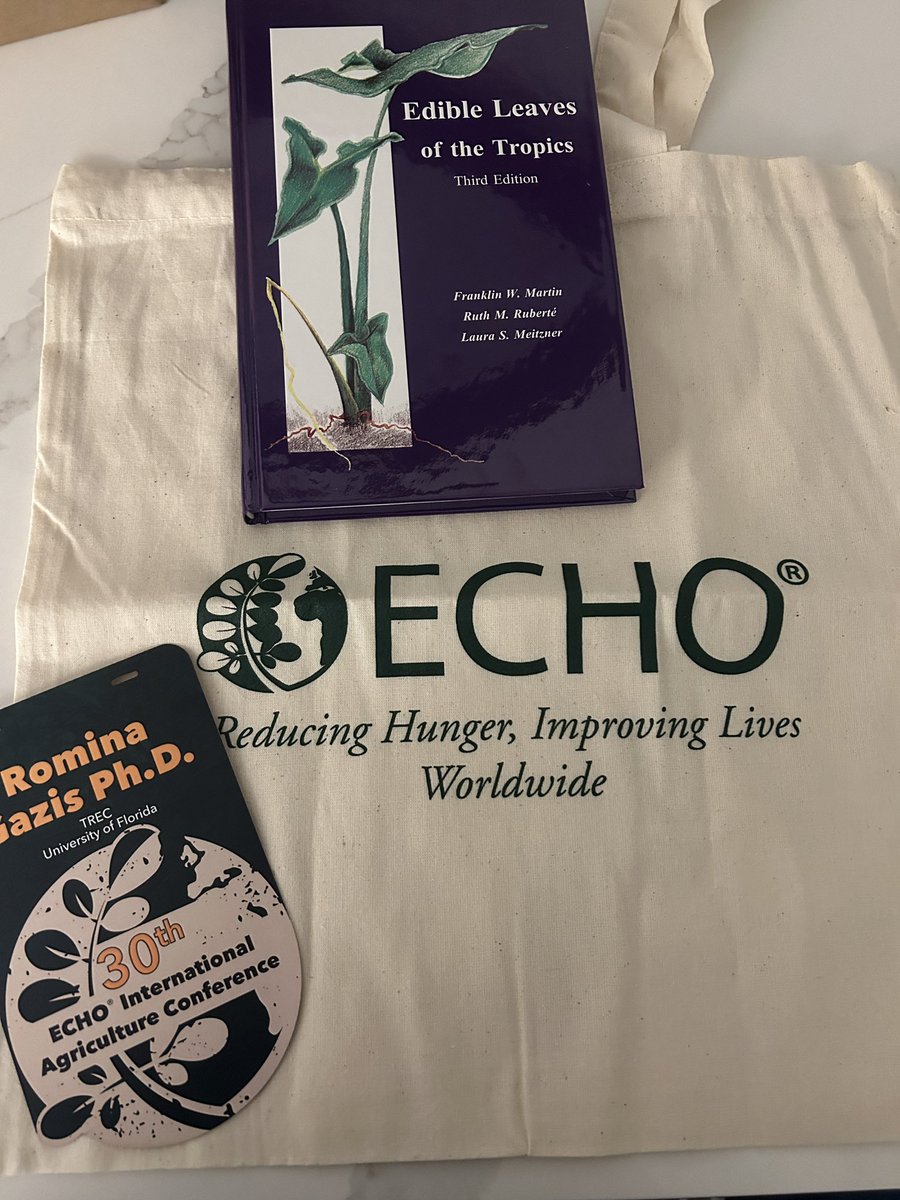 Edible Leaves
of the Tropics
Third Edition
Franklin W. Martin
Ruth M. Ruberté
Laura S. Meitzner
ECHO®
Reducing Hunger, Improving Lives
Worldwide
Romina
Gazis Ph.D.
TREC
University of Florida
30th
ECHO® International
Agriculture Conference